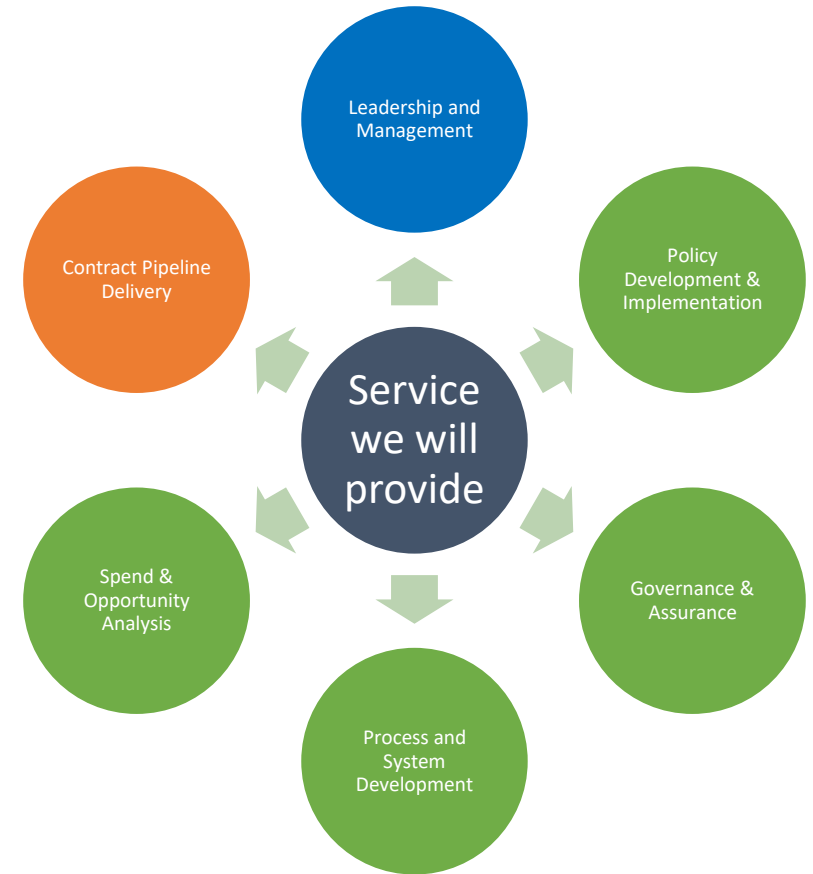 Leadership and
Management
Contract Pipeline
Delivery
Policy
Development &
Implementation
Service
we will
provide
Spend &
Opportunity
Analysis
Governance &
Assurance
Process and
System
Development